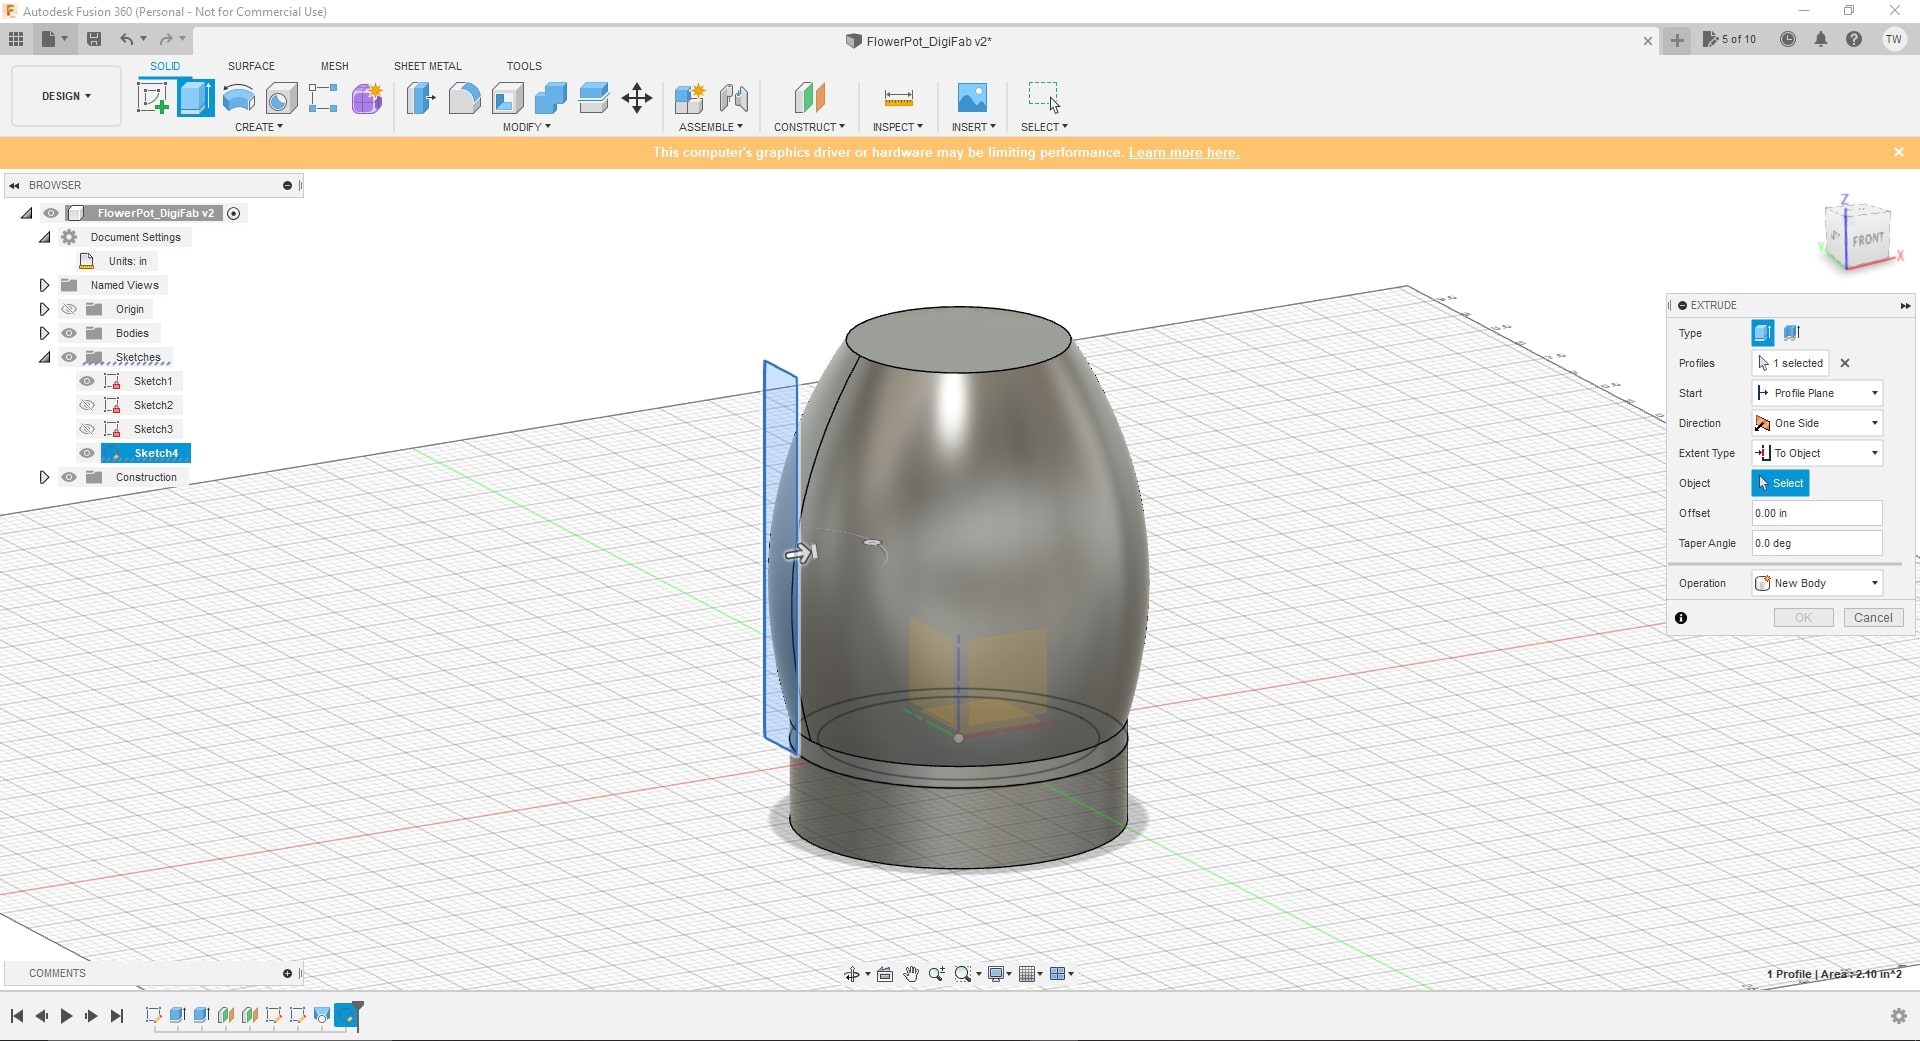 Autodesk Fusion 360 (Personal - Not for Commercial Use)
FlowerPot_DigiFab v2*
5 of 10
TW
DESIGN
SOLID
SURFACE
MESH
SHEET METAL
TOOLS
CREATE
MODIFY
ASSEMBLE
CONSTRUCT
INSPECT
INSERT
SELECT
This computer's graphics driver or hardware may be limiting performance. Learn more here.
BROWSER
FlowerPot_DigiFab v2
Document Settings
Units: in
Named Views
Origin
Bodies
Sketches
Sketch1
Sketch2
Sketch3
Sketch4
Construction
Z
FRONT
X
Y
EXTRUDE
Type
Profiles 1 selected
Start Profile Plane
Direction One Side
Extent Type To Object
Object Select
Offset 0.00 in
Taper Angle 0.0 deg
Operation New Body
OK Cancel
COMMENTS
1 Profile | Area : 2.10 in^2